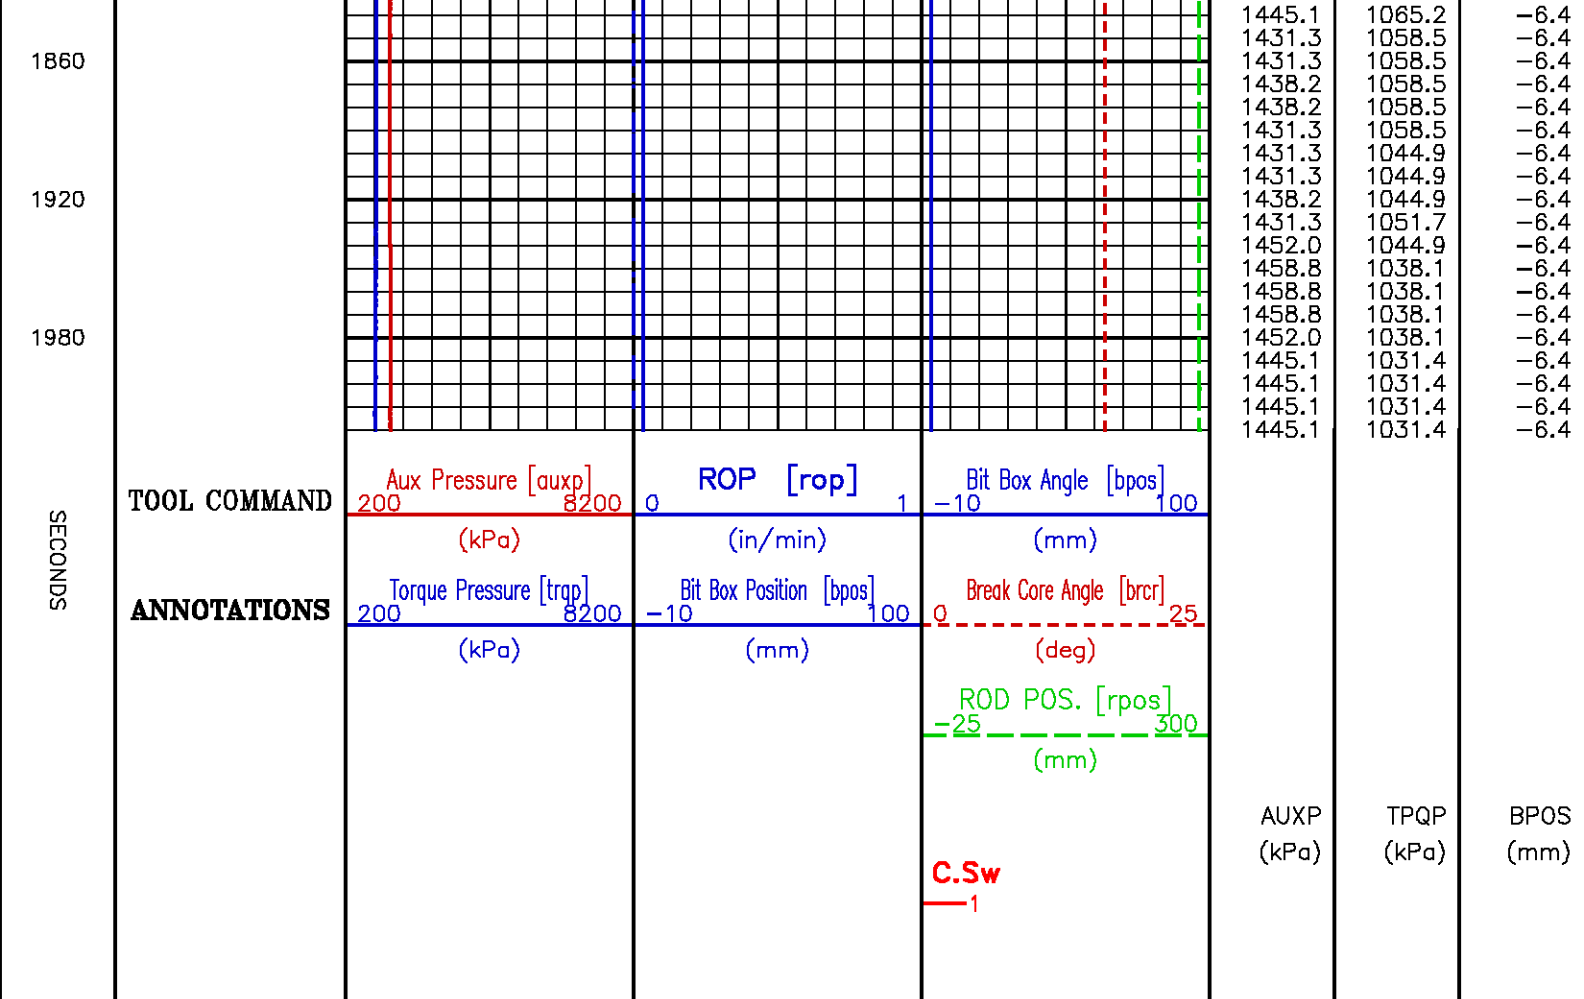 1445.1 1065.2 -6.4
1431.3 1058.5 -6.4
1860 1431.3 1058.5 -6.4
1438.2 1058.5 -6.4
1438.2 1058.5 -6.4
1431.3 1058.5 -6.4
1431.3 1044.9 -6.4
1431.3 1044.9 -6.4
1920 1438.2 1044.9 -6.4
1431.3 1051.7 -6.4
1452.0 1044.9 -6.4
1458.8 1038.1 -6.4
1458.8 1038.1 -6.4
1458.8 1038.1 -6.4
1980 1452.0 1038.1 -6.4
1445.1 1031.4 -6.4
1445.1 1031.4 -6.4
1445.1 1031.4 -6.4
1445.1 1031.4 -6.4
SECONDS
TOOL COMMAND
ANNOTATIONS
Aux Pressure [auxp]
200 8200
(kPa)
Torque Pressure [trqp]
200 8200
(kPa)
ROP [rop]
0 1
(in/min)
Bit Box Position [bpos]
-10 100
(mm)
Bit Box Angle [bpos]
-10 100
(mm)
Break Core Angle [brcr]
0 25
(deg)
ROD POS. [rpos]
-25 300
(mm)
C.Sw
1
AUXP TPQP BPOS
(kPa) (kPa) (mm)